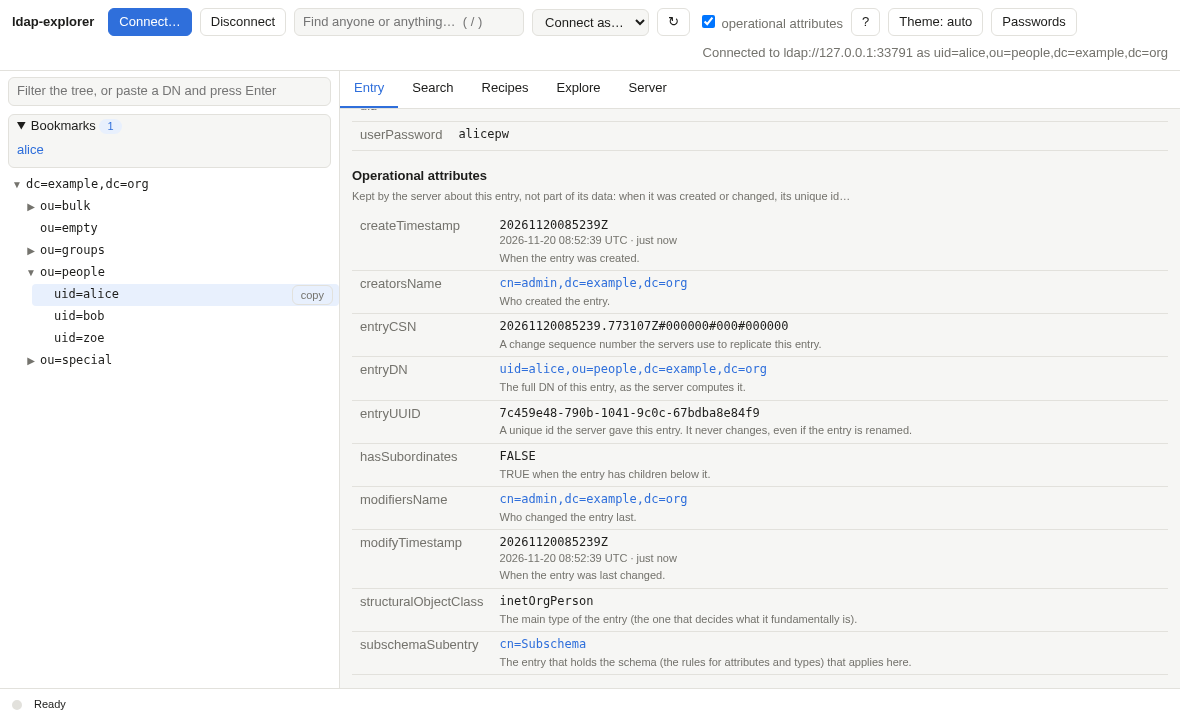 ldap-explorer Connect… Disconnect Find anyone or anything… ( / ) Connect as… ↻ operational attributes ? Theme: auto Passwords
Connected to ldap://127.0.0.1:33791 as uid=alice,ou=people,dc=example,dc=org
Filter the tree, or paste a DN and press Enter
▼ Bookmarks 1
alice
▼ dc=example,dc=org
▶ ou=bulk
ou=empty
▶ ou=groups
▼ ou=people
uid=alice copy
uid=bob
uid=zoe
▶ ou=special
Entry Search Recipes Explore Server
userPassword alicepw
Operational attributes
Kept by the server about this entry, not part of its data: when it was created or changed, its unique id…
createTimestamp 20261120085239Z
2026-11-20 08:52:39 UTC · just now
When the entry was created.
creatorsName cn=admin,dc=example,dc=org
Who created the entry.
entryCSN 20261120085239.773107Z#000000#000#000000
A change sequence number the servers use to replicate this entry.
entryDN uid=alice,ou=people,dc=example,dc=org
The full DN of this entry, as the server computes it.
entryUUID 7c459e48-790b-1041-9c0c-67bdba8e84f9
A unique id the server gave this entry. It never changes, even if the entry is renamed.
hasSubordinates FALSE
TRUE when the entry has children below it.
modifiersName cn=admin,dc=example,dc=org
Who changed the entry last.
modifyTimestamp 20261120085239Z
2026-11-20 08:52:39 UTC · just now
When the entry was last changed.
structuralObjectClass inetOrgPerson
The main type of the entry (the one that decides what it fundamentally is).
subschemaSubentry cn=Subschema
The entry that holds the schema (the rules for attributes and types) that applies here.
Ready